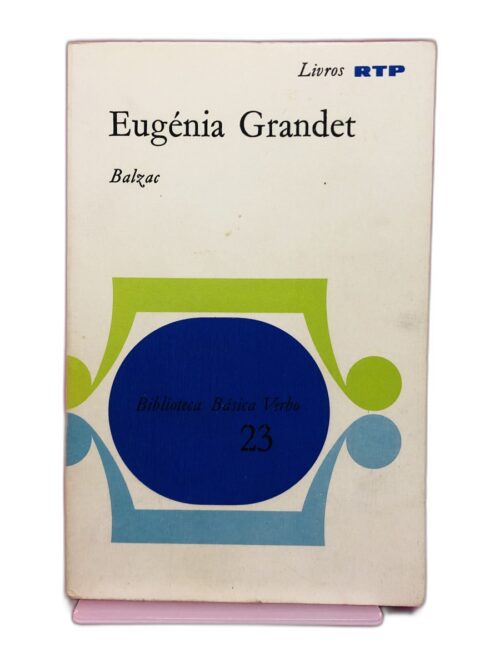 Livros RTP
Eugénia Grandet
Balzac
Biblioteca Básica Verbo
23